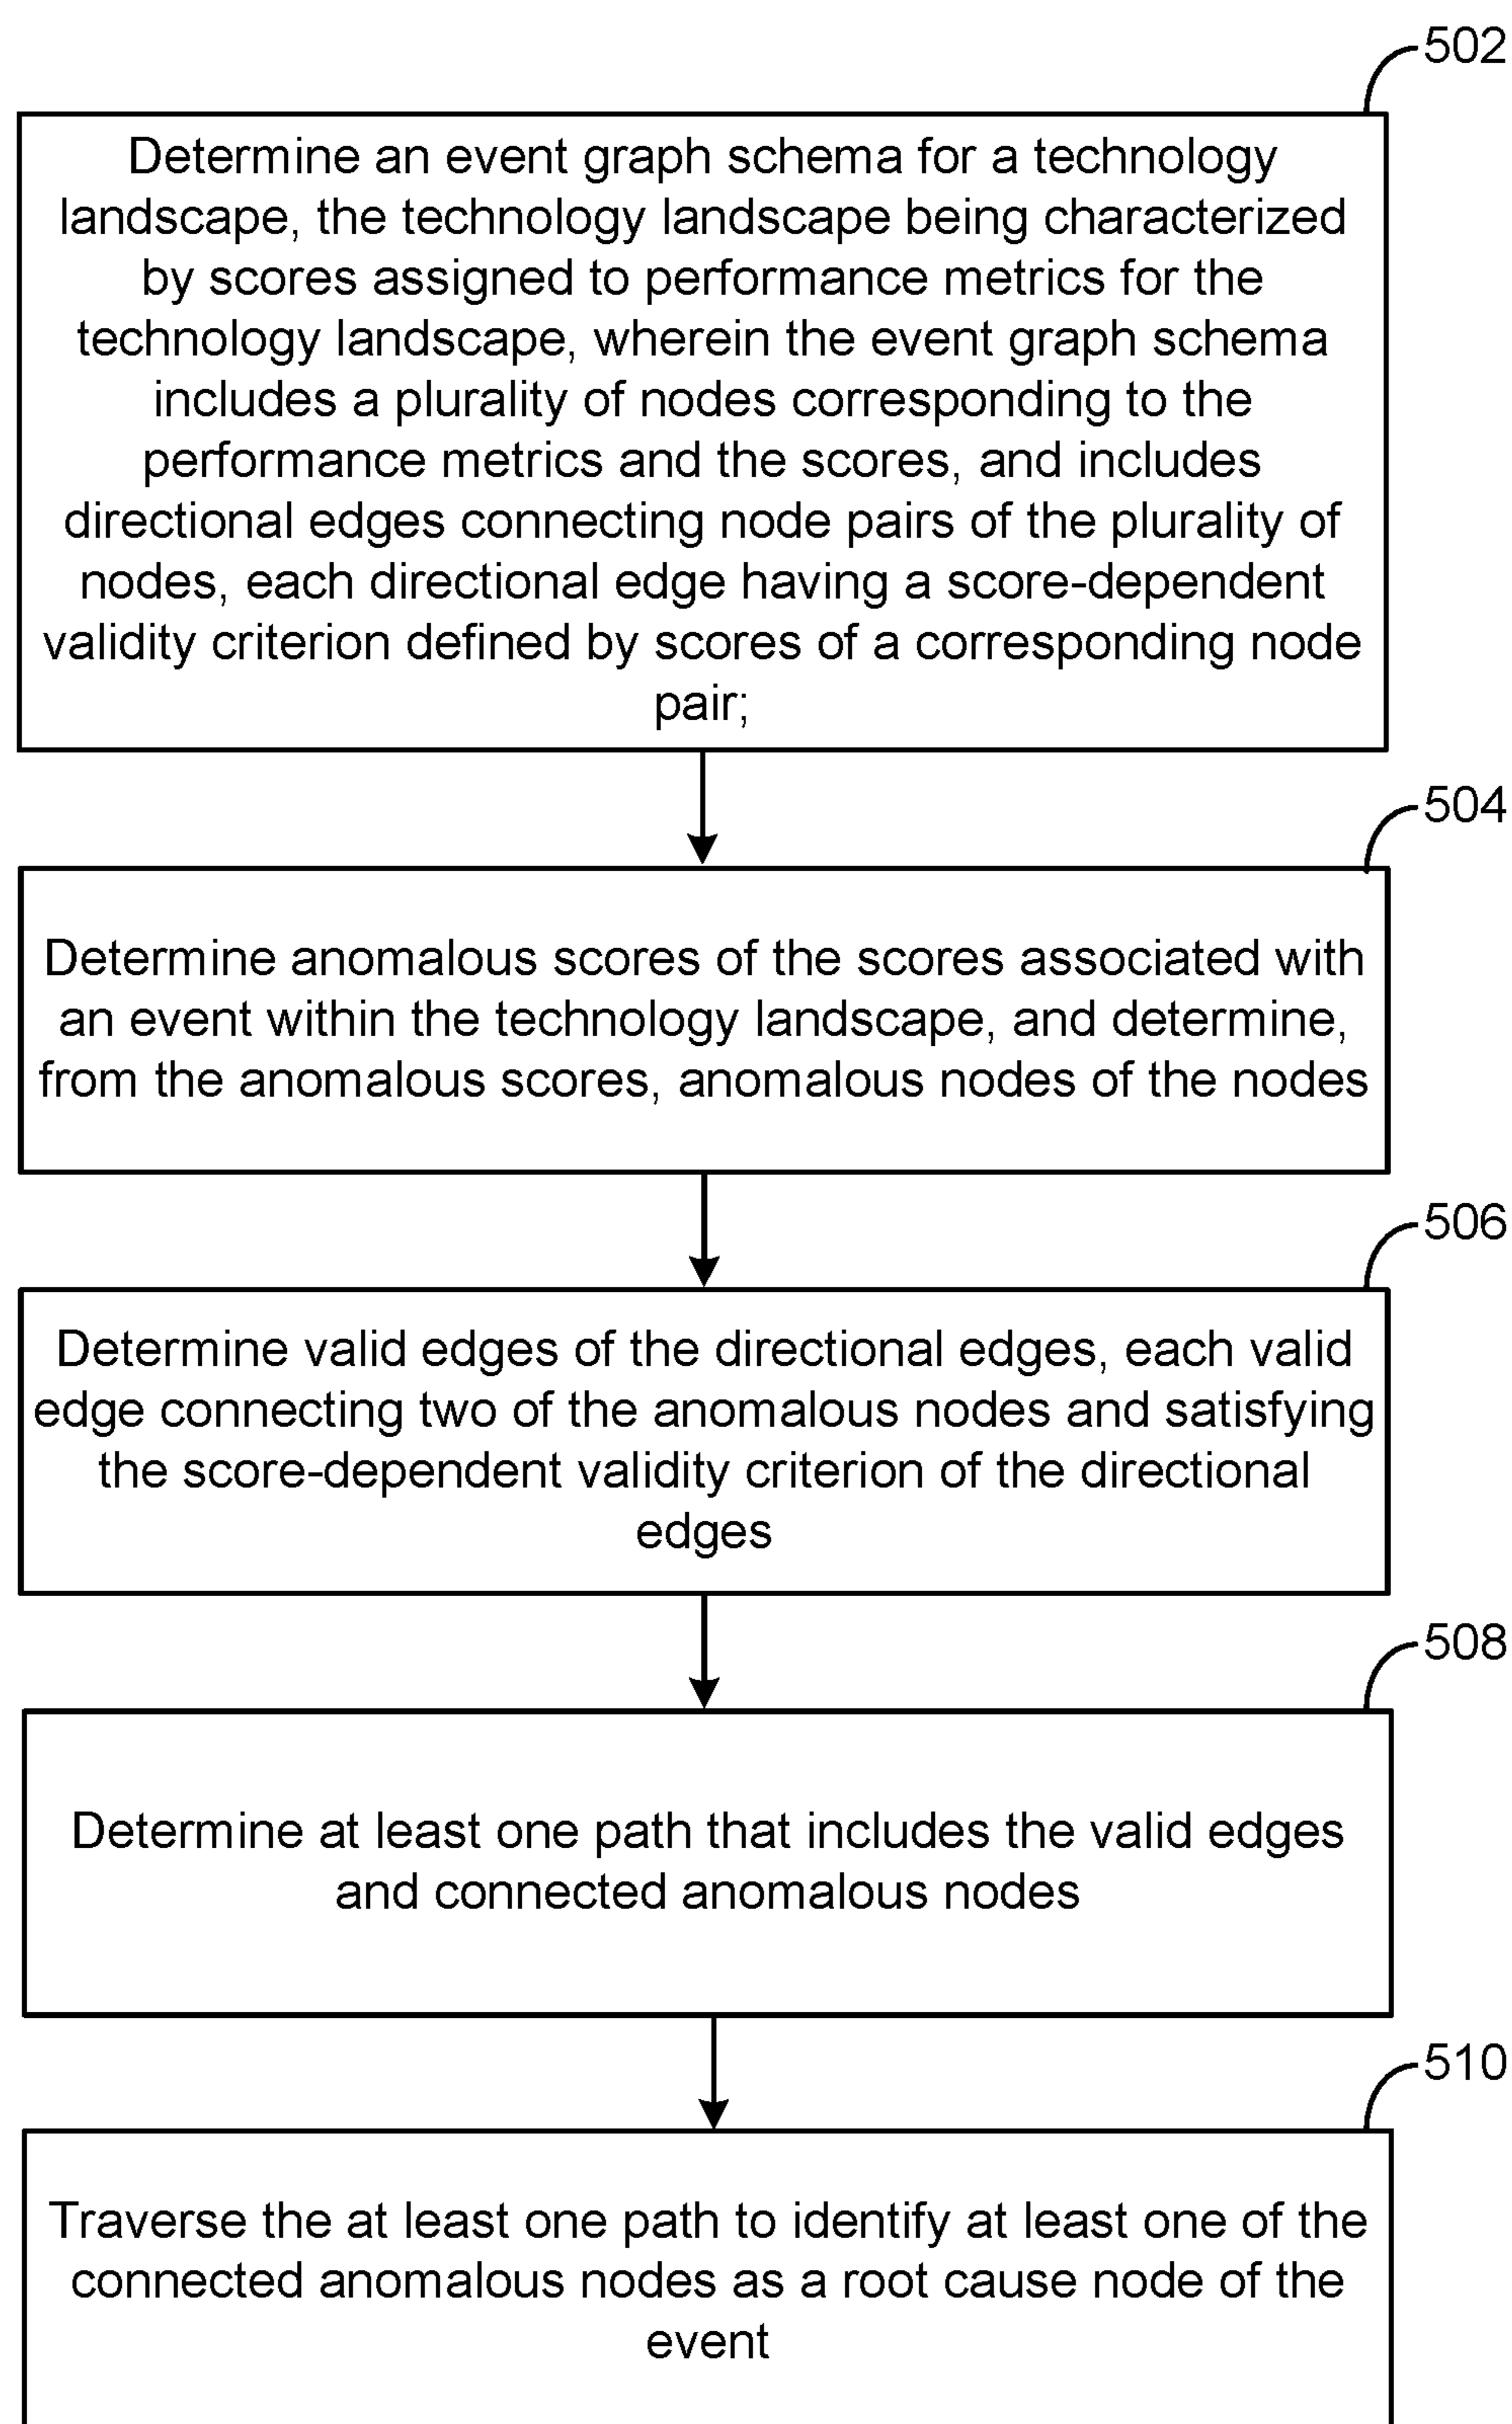 502
Determine an event graph schema for a technology
landscape, the technology landscape being characterized
by scores assigned to performance metrics for the
technology landscape, wherein the event graph schema
includes a plurality of nodes corresponding to the
performance metrics and the scores, and includes
directional edges connecting node pairs of the plurality of
nodes, each directional edge having a score-dependent
validity criterion defined by scores of a corresponding node
pair;
504
Determine anomalous scores of the scores associated with
an event within the technology landscape, and determine,
from the anomalous scores, anomalous nodes of the nodes
506
Determine valid edges of the directional edges, each valid
edge connecting two of the anomalous nodes and satisfying
the score-dependent validity criterion of the directional
edges
508
Determine at least one path that includes the valid edges
and connected anomalous nodes
510
Traverse the at least one path to identify at least one of the
connected anomalous nodes as a root cause node of the
event